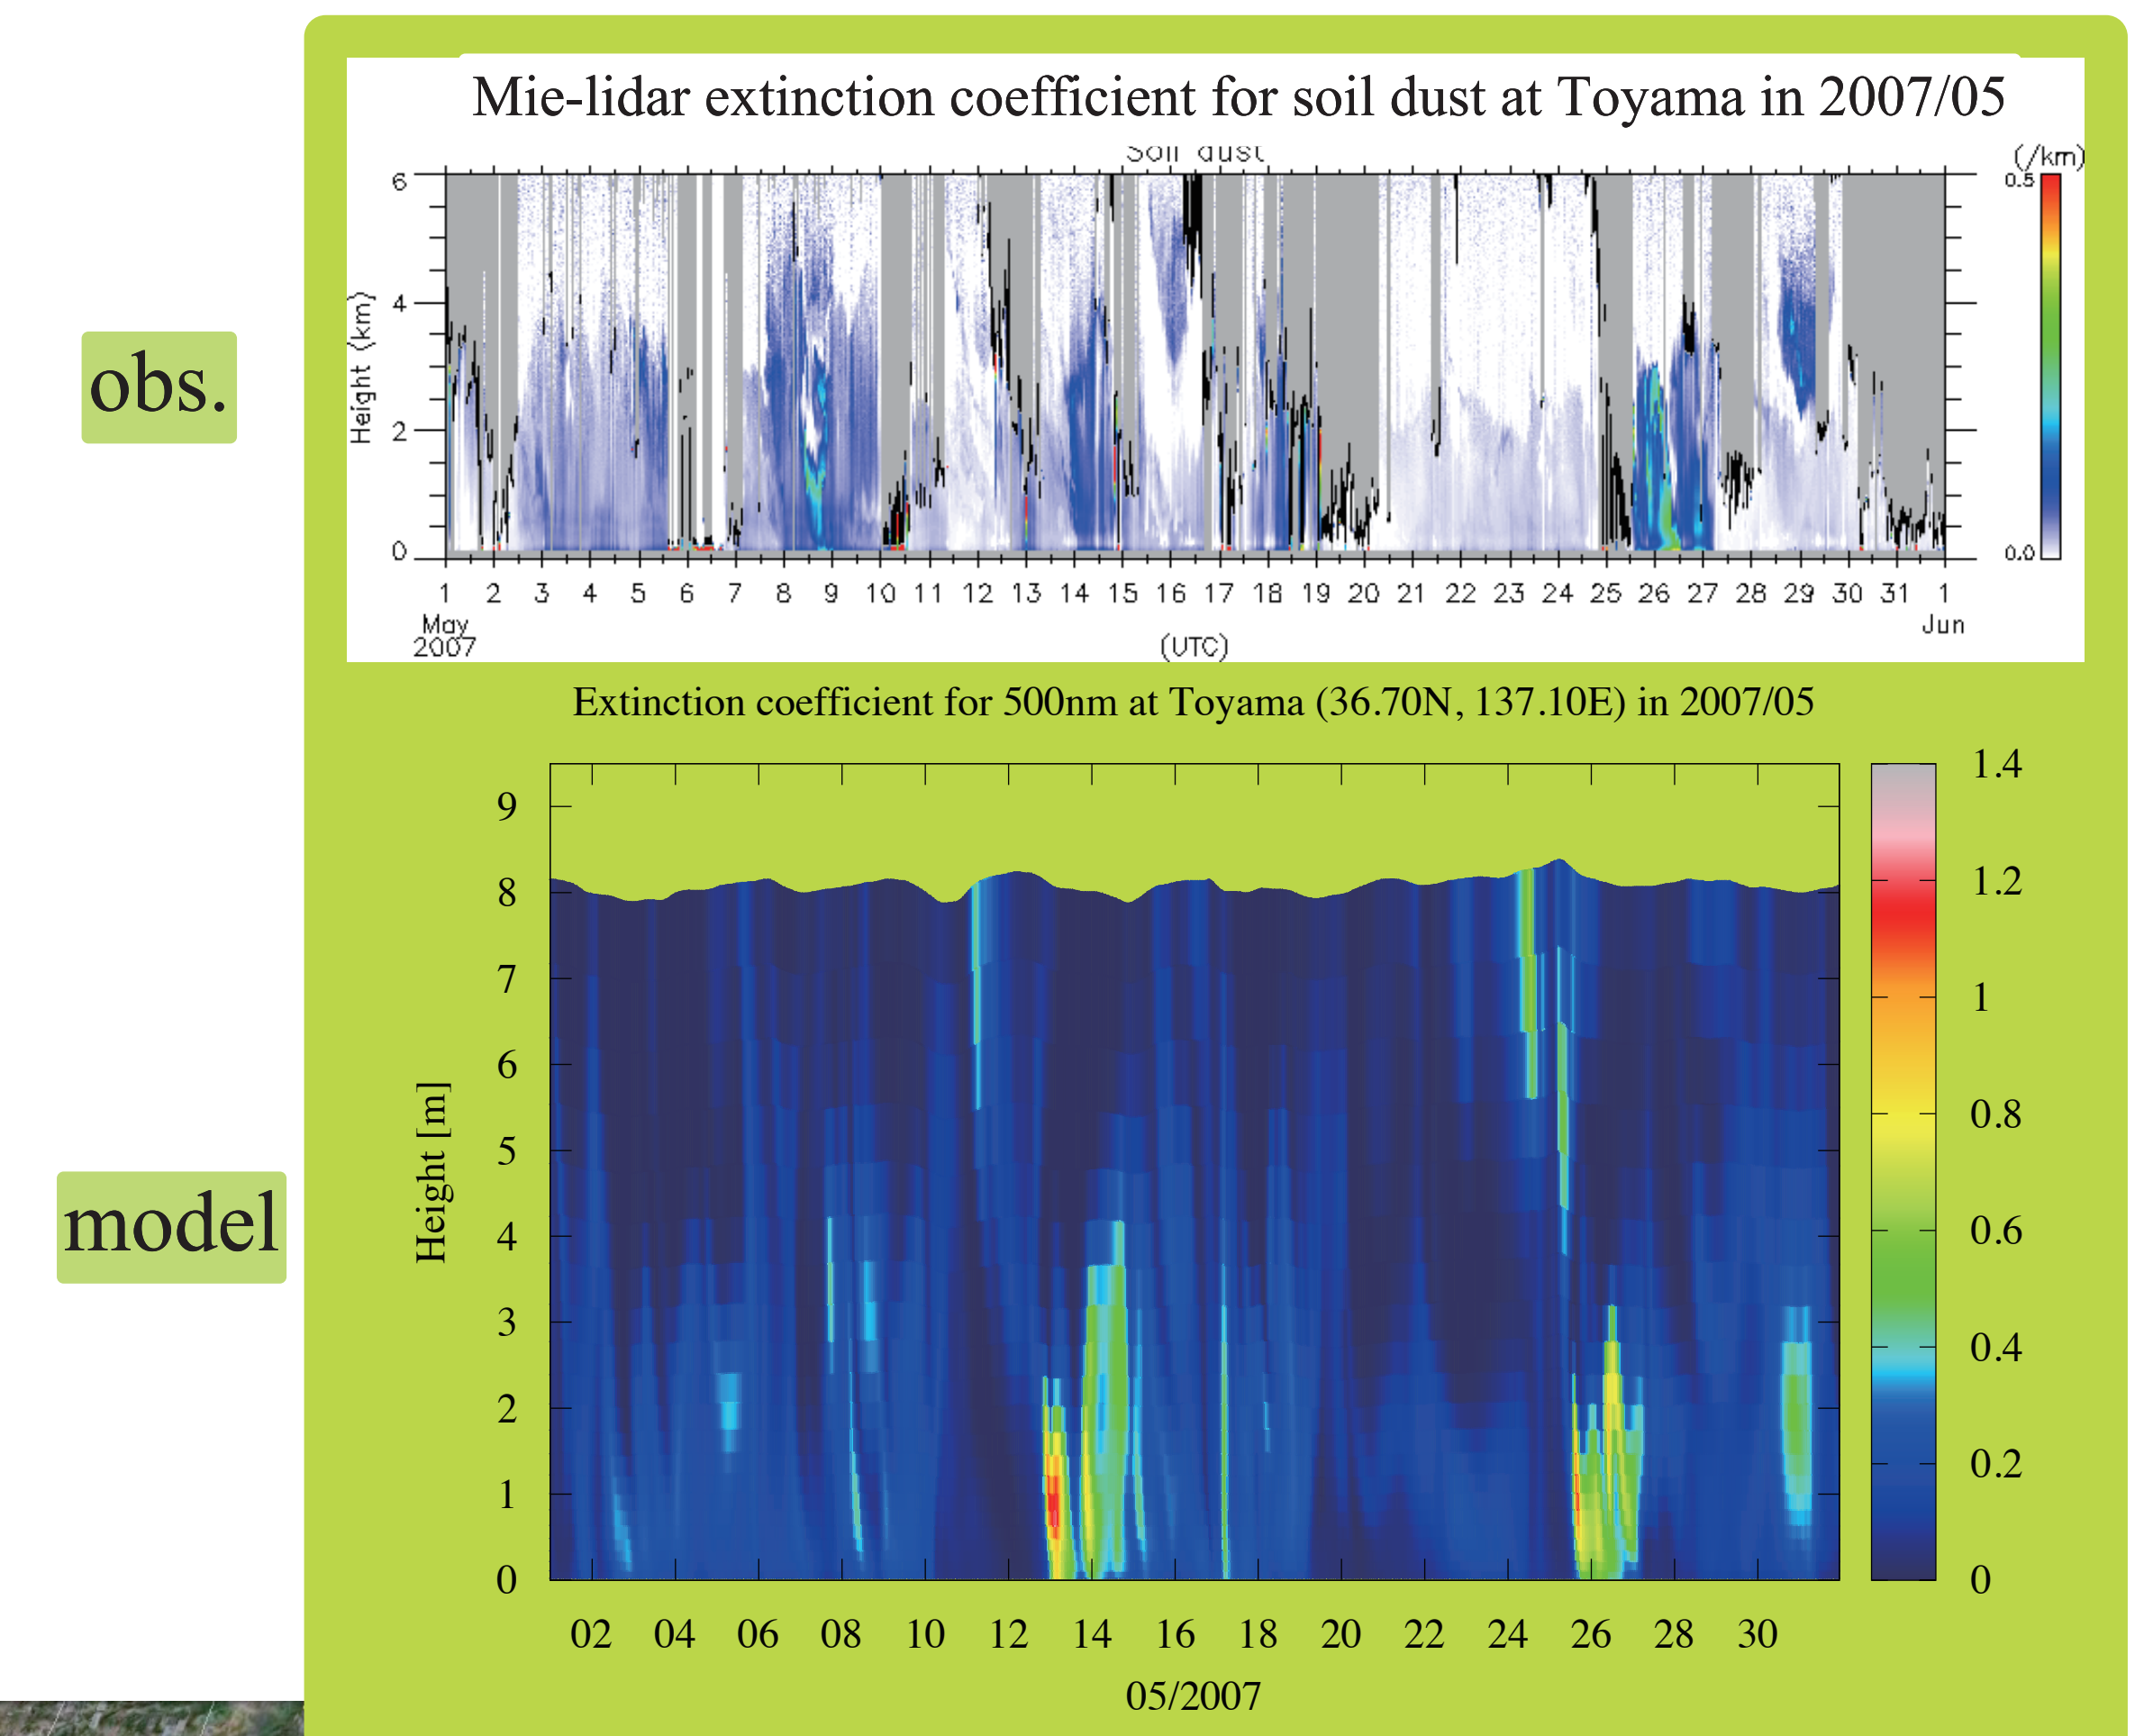 Mie-lidar extinction coefficient for soil dust at Toyama in 2007/05
Soil dust
(/km)
6
4
2
0
Height (km)
0.5
0.0
1 2 3 4 5 6 7 8 9 10 11 12 13 14 15 16 17 18 19 20 21 22 23 24 25 26 27 28 29 30 31 1
May
Jun
2007
(UTC)
obs.
Extinction coefficient for 500nm at Toyama (36.70N, 137.10E) in 2007/05
9
8
7
6
5
4
3
2
1
0
Height [m]
1.4
1.2
1
0.8
0.6
0.4
0.2
0
02 04 06 08 10 12 14 16 18 20 22 24 26 28 30
05/2007
model